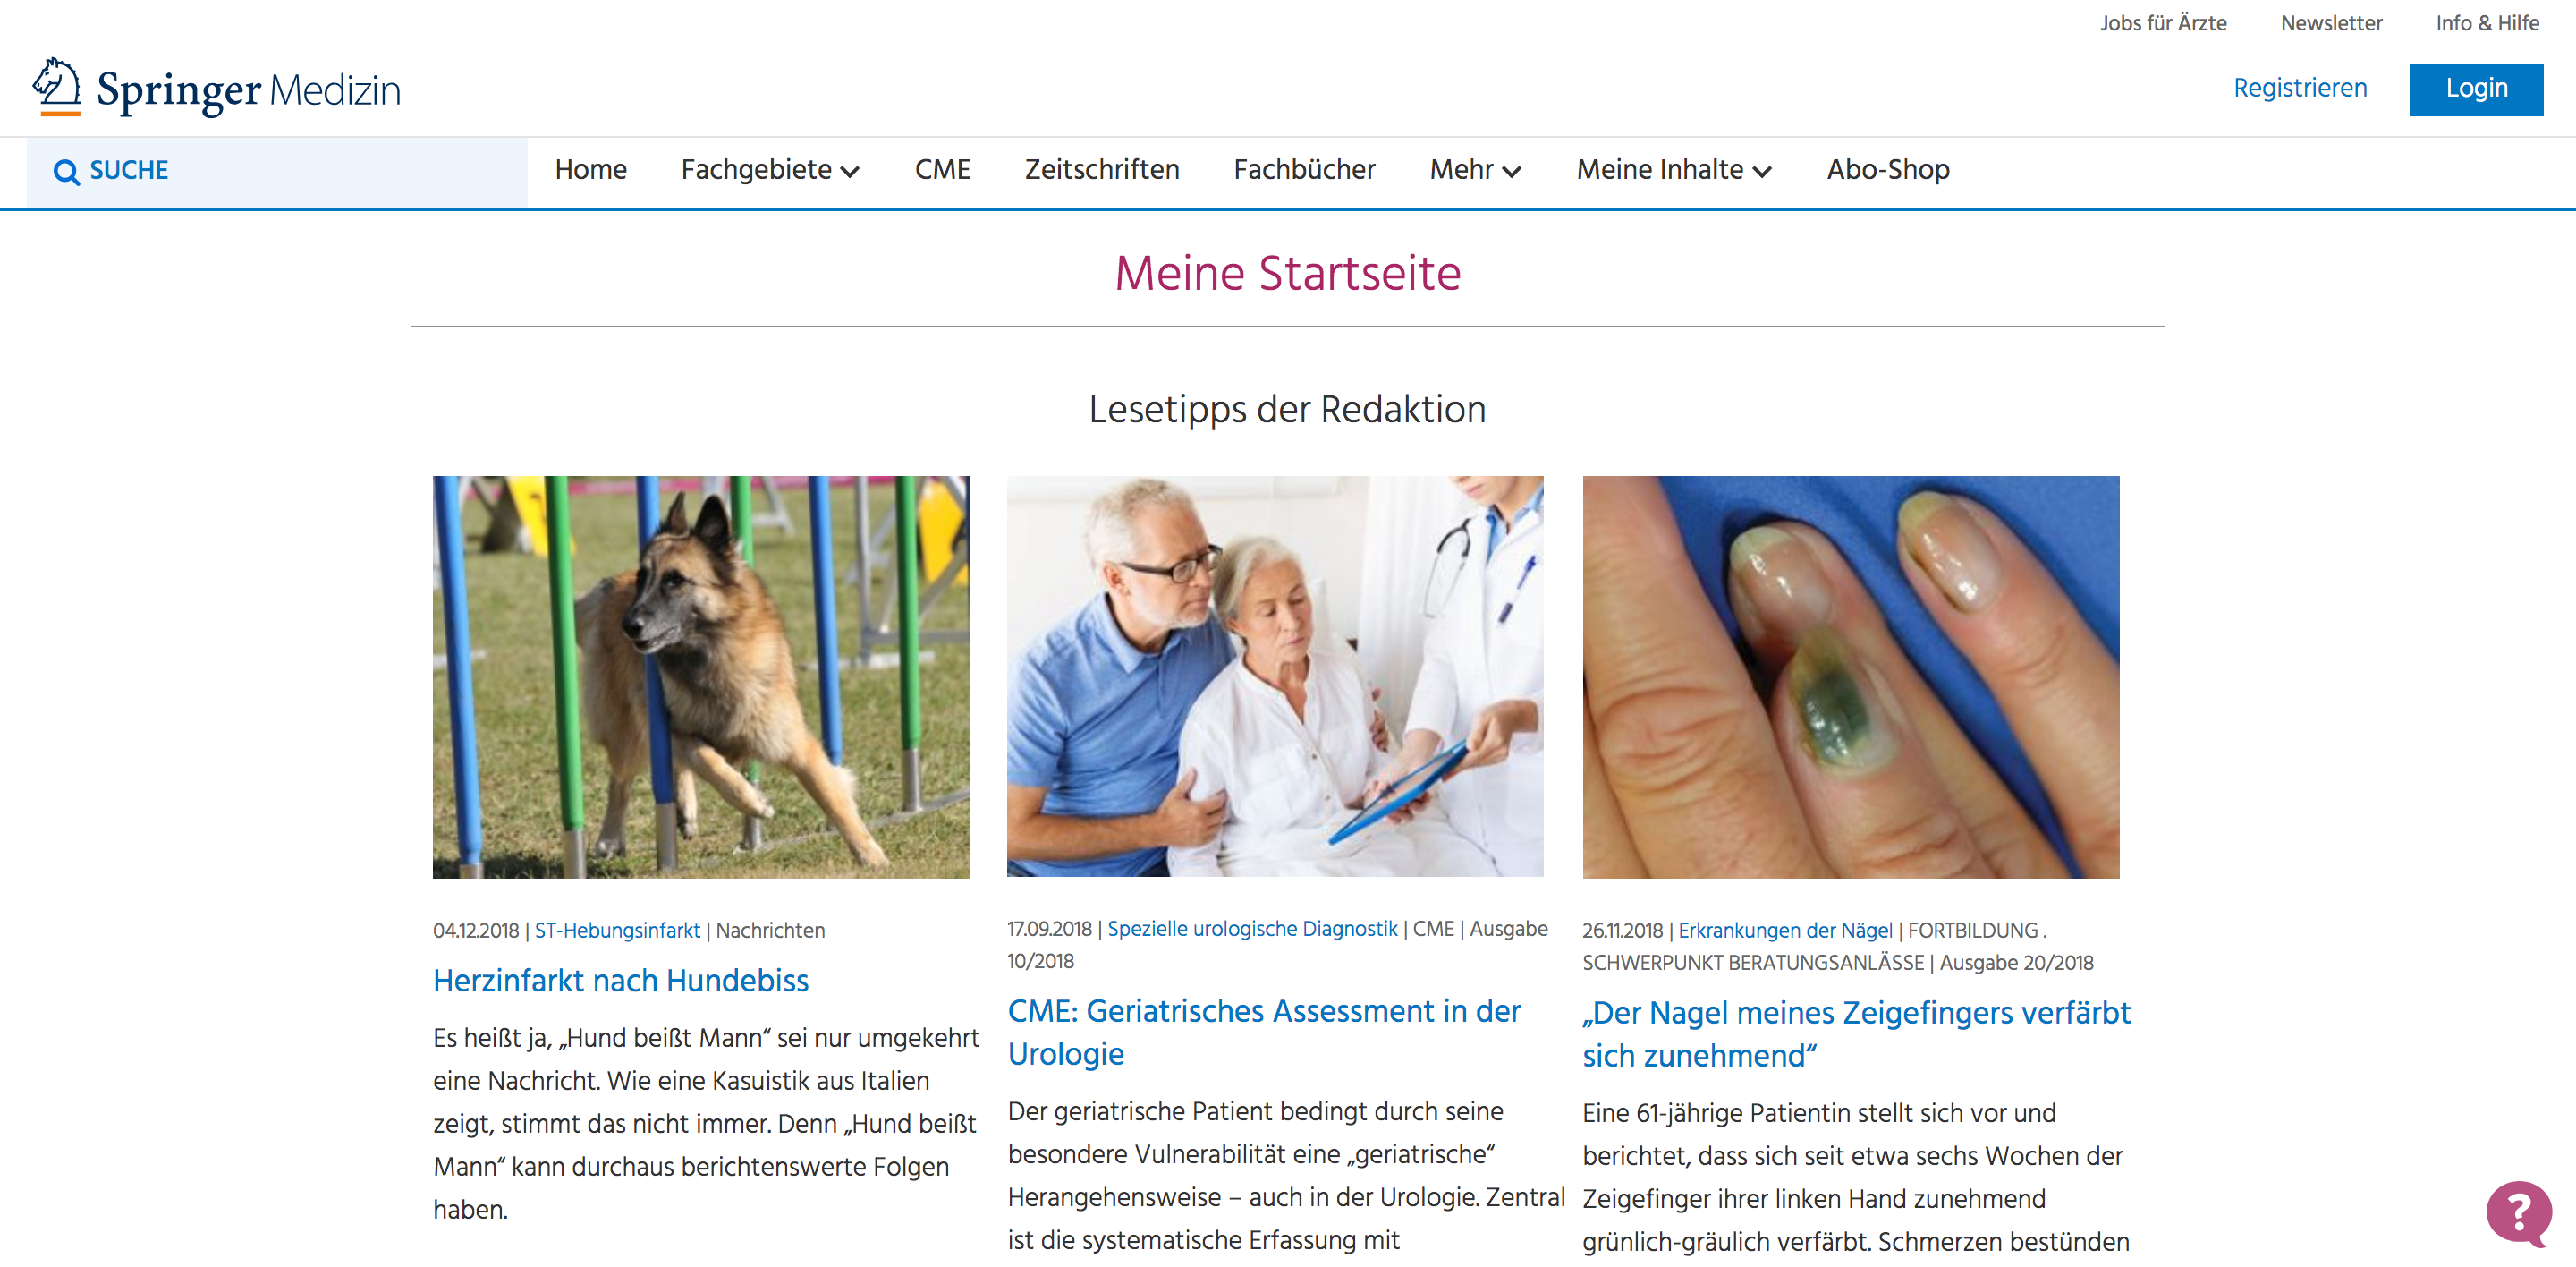 Jobs für Ärzte Newsletter Info & Hilfe
Springer Medizin
Registrieren Login
SUCHE Home Fachgebiete CME Zeitschriften Fachbücher Mehr Meine Inhalte Abo-Shop
Meine Startseite
Lesetipps der Redaktion
04.12.2018 | ST-Hebungsinfarkt | Nachrichten
Herzinfarkt nach Hundebiss
Es heißt ja, „Hund beißt Mann“ sei nur umgekehrt
eine Nachricht. Wie eine Kasuistik aus Italien
zeigt, stimmt das nicht immer. Denn „Hund beißt
Mann“ kann durchaus berichtenswerte Folgen
haben.
17.09.2018 | Spezielle urologische Diagnostik | CME | Ausgabe
10/2018
CME: Geriatrisches Assessment in der
Urologie
Der geriatrische Patient bedingt durch seine
besondere Vulnerabilität eine „geriatrische“
Herangehensweise – auch in der Urologie. Zentral
ist die systematische Erfassung mit
26.11.2018 | Erkrankungen der Nägel | FORTBILDUNG .
SCHWERPUNKT BERATUNGSANLÄSSE | Ausgabe 20/2018
„Der Nagel meines Zeigefingers verfärbt
sich zunehmend“
Eine 61-jährige Patientin stellt sich vor und
berichtet, dass sich seit etwa sechs Wochen der
Zeigefinger ihrer linken Hand zunehmend
grünlich-gräulich verfärbt. Schmerzen bestünden
?